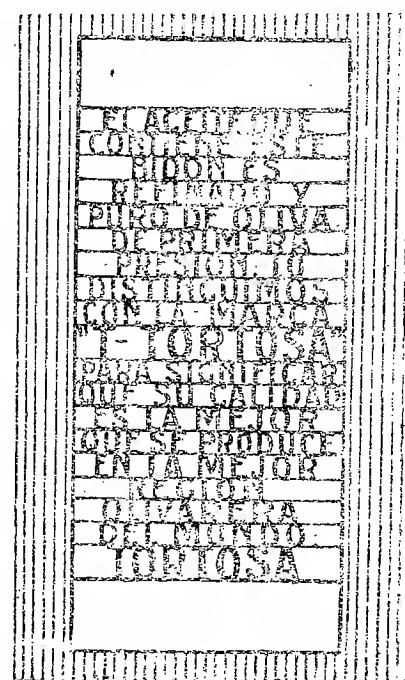 EL ACEITE QUE
CONTIENE ESTE
BIDON ES
REFINADO Y
PURO DE OLIVA
DE PRIMERA
PRESION LO
DISTINGUIMOS
CON LA MARCA
"I-TORTOSA"
PARA SIGNIFICAR
QUE SU CALIDAD
ES LA MEJOR
QUE SE PRODUCE
EN LA MEJOR
REGION
OLIVARERA
DEL MUNDO
TORTOSA